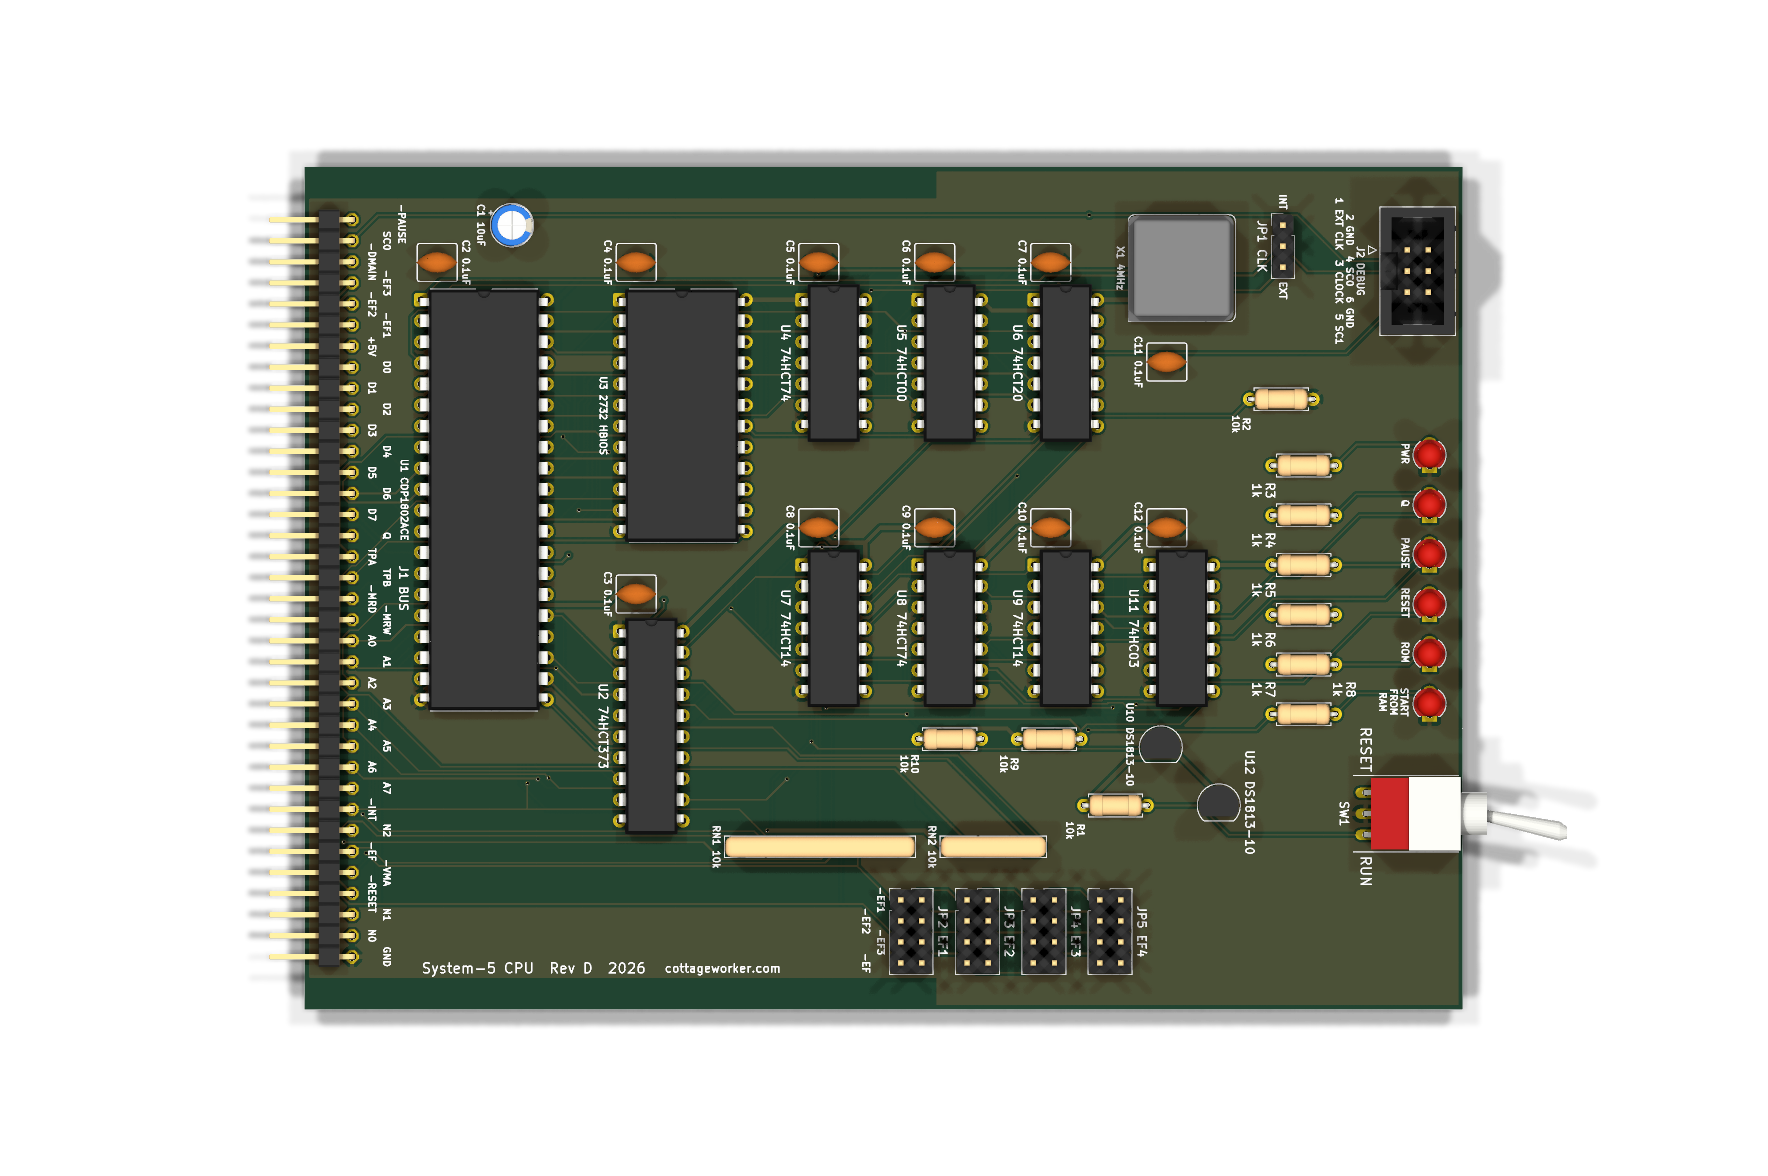 -PAUSE
SCO
-DMAIN
-EF3
-EF2
-EF1
+5V
D0
D1
D2
D3
D4
D5
D6
D7
Q
TPA
TPB
-MRD
-MRW
A0
A1
A2
A3
A4
A5
A6
A7
-INT
N2
-EF
-VMA
-RESET
N1
N0
GND
J1 BUS
U1 CDP1802ACE
C1 10uF
+
C2 0.1uF
C4 0.1uF
C5 0.1uF
C6 0.1uF
C7 0.1uF
X1 4MHz
INT
JP1 CLK
EXT
2 GND 4 SCO 6 GND
1 EXT CLK 3 CLOCK 5 SC1
J2 DEBUG
U3 2732 HBIOS
U4 74HCT74
U5 74HCT00
U6 74HCT20
C11 0.1uF
R2
10k
C8 0.1uF
C9 0.1uF
C10 0.1uF
C12 0.1uF
R3
1k
R4
1k
R5
1k
R6
1k
R7
1k
R8
1k
PWR
Q
PAUSE
RESET
ROM
START
FROM
RAM
C3 0.1uF
U2 74HCT373
U7 74HCT14
U8 74HCT74
U9 74HCT14
U11 74HC03
U10 DS1813-10
U12 DS1813-10
R10
10k
R9
10k
R1
10k
RESET
SW1
RUN
RN1 10k
RN2 10k
-EF1
-EF2
-EF3
-EF
JP2 EF1
JP3 EF2
JP4 EF3
JP5 EF4
System-5 CPU Rev D 2026 cottageworker.com